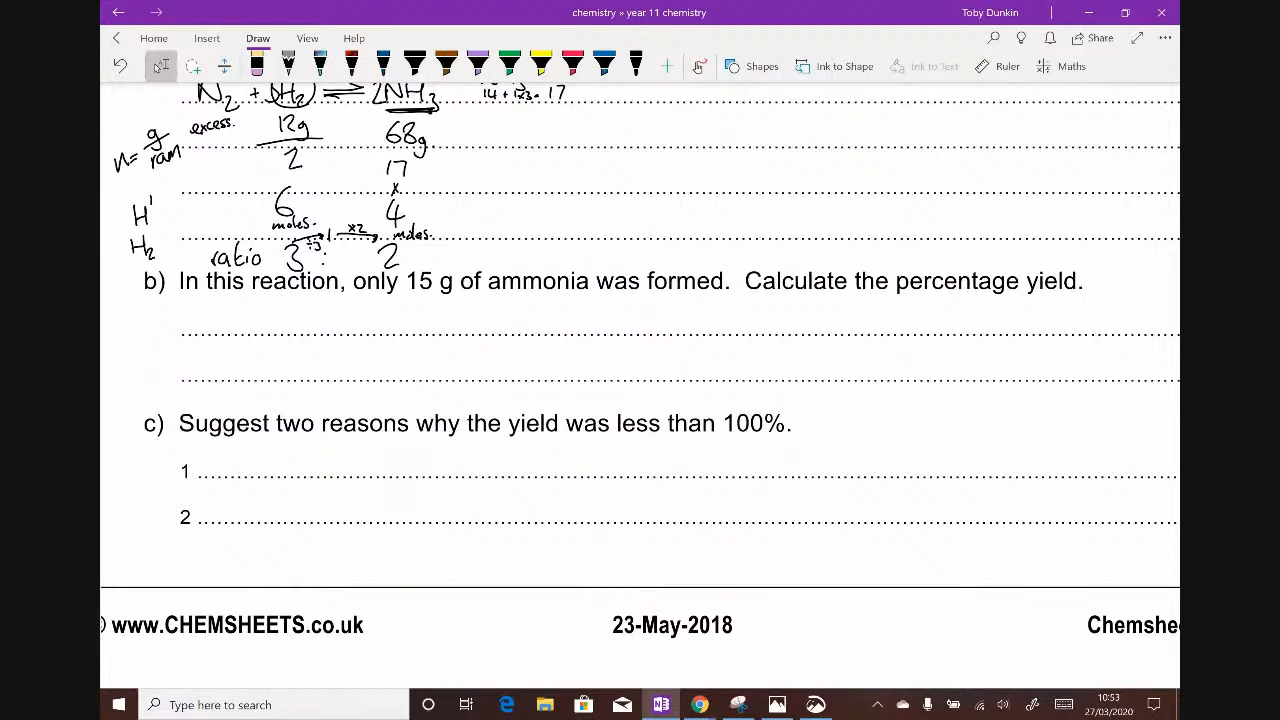 chemistry » year 11 chemistry
Toby Dunkin
Home Insert Draw View Help
Share
Shapes
Ink to Shape
Ink to Text
Ruler
Maths
N2 + 3H2 ⇌ 2NH3 14 + 1x3 = 17
excess. 12g 68g
n = g/ram 2 17
x
H1 6 4
moles. moles.
÷3 1 x2
H2 ratio 3 : 2
b) In this reaction, only 15 g of ammonia was formed. Calculate the percentage yield.
c) Suggest two reasons why the yield was less than 100%.
1
2
© www.CHEMSHEETS.co.uk 23-May-2018 Chemshe
Type here to search
10:53
27/03/2020